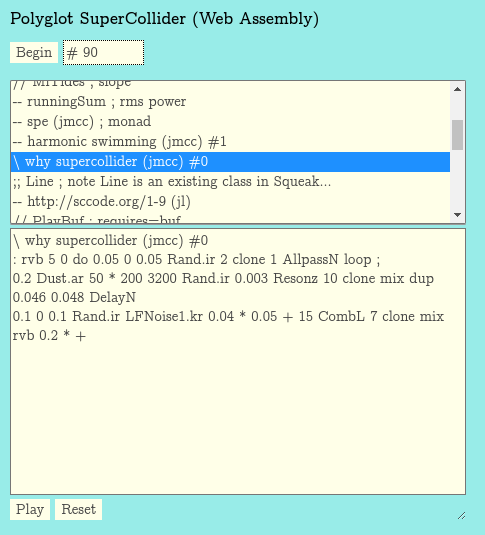 Polyglot SuperCollider (Web Assembly)
Begin # 90
// MiTides ; slope
-- runningSum ; rms power
-- spe (jmcc) ; monad
-- harmonic swimming (jmcc) #1
\ why supercollider (jmcc) #0
;; Line ; note Line is an existing class in Squeak...
-- http://sccode.org/1-9 (jl)
// PlayBuf ; requires=buf
\ why supercollider (jmcc) #0
: rvb 5 0 do 0.05 0 0.05 Rand.ir 2 clone 1 AllpassN loop ;
0.2 Dust.ar 50 * 200 3200 Rand.ir 0.003 Resonz 10 clone mix dup
0.046 0.048 DelayN
0.1 0 0.1 Rand.ir LFNoise1.kr 0.04 * 0.05 + 15 CombL 7 clone mix
rvb 0.2 * +
Play Reset